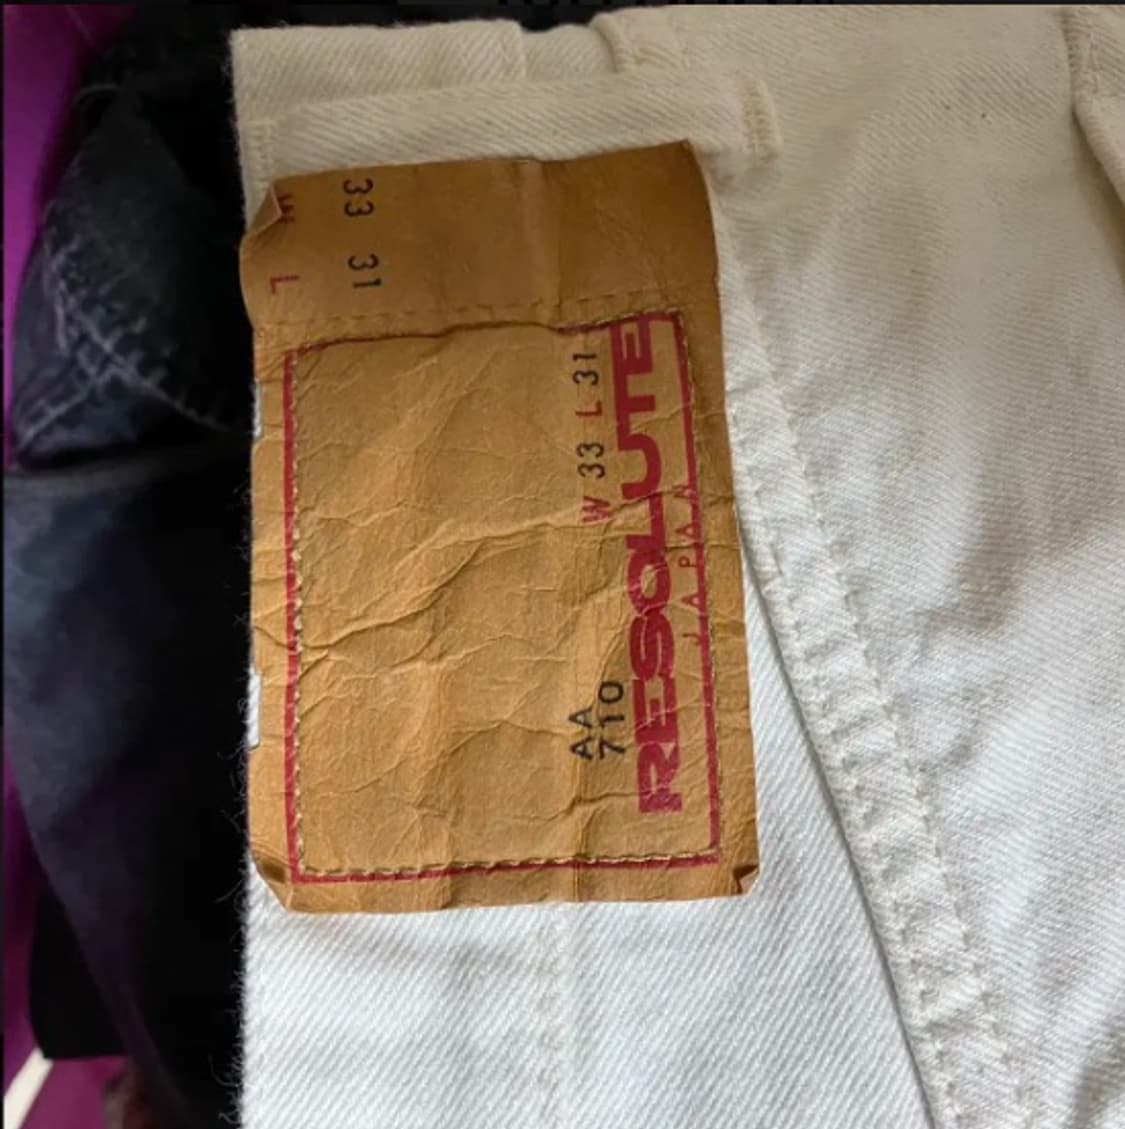 AA
710 W 33 L 31
RESOLUTE
JAPAN
33 31
W L